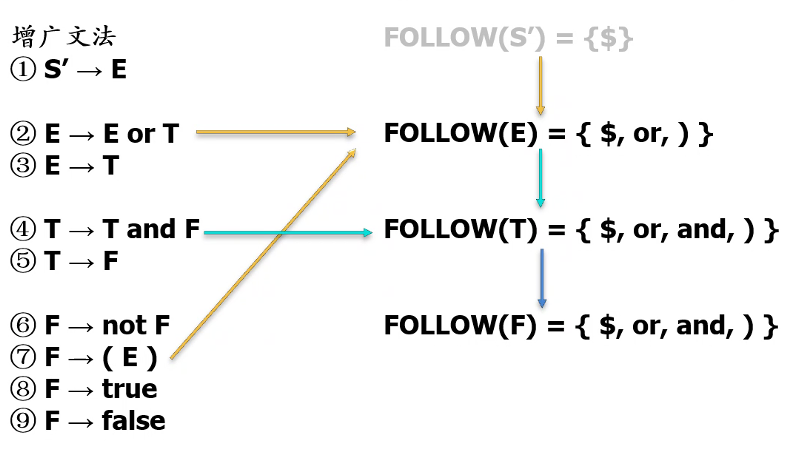 增广文法
① S’ → E
② E → E or T
③ E → T
④ T → T and F
⑤ T → F
⑥ F → not F
⑦ F → ( E )
⑧ F → true
⑨ F → false
FOLLOW(S’) = {$}
FOLLOW(E) = { $, or, ) }
FOLLOW(T) = { $, or, and, ) }
FOLLOW(F) = { $, or, and, ) }